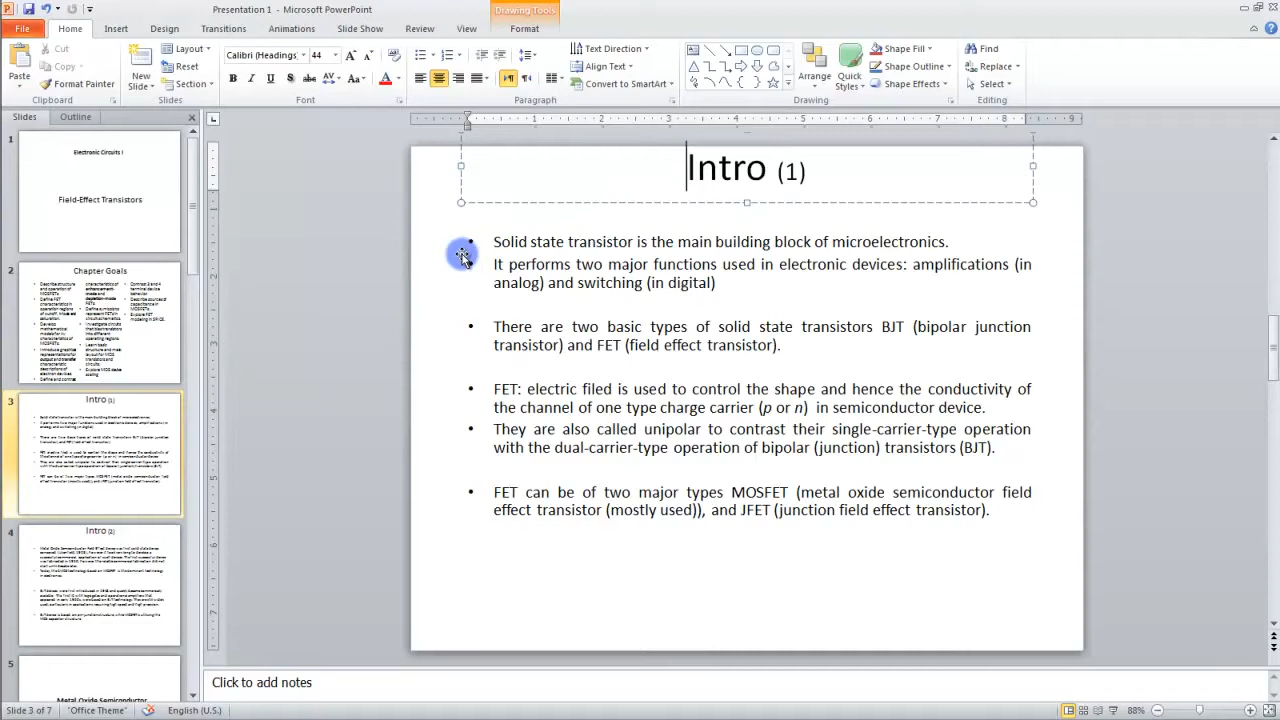 Presentation 1 - Microsoft PowerPoint
Drawing Tools
File
Home
Insert
Design
Transitions
Animations
Slide Show
Review
View
Format
Paste
Cut
Copy
Format Painter
Clipboard
New
Slide
Layout
Reset
Section
Slides
Calibri (Headings)
44
Font
Paragraph
Text Direction
Align Text
Convert to SmartArt
Arrange
Quick
Styles
Shape Fill
Shape Outline
Shape Effects
Drawing
Find
Replace
Select
Editing
Slides
Outline
1
Electronic Circuits I
Field-Effect Transistors
2
Chapter Goals
3
Intro (1)
4
Intro (2)
5
Metal Oxide Semiconductor
Intro (1)
• Solid state transistor is the main building block of microelectronics.
It performs two major functions used in electronic devices: amplifications (in
analog) and switching (in digital)
• There are two basic types of solid state transistors BJT (bipolar junction
transistor) and FET (field effect transistor).
• FET: electric filed is used to control the shape and hence the conductivity of
the channel of one type charge carrier (p or n) in semiconductor device.
• They are also called unipolar to contrast their single-carrier-type operation
with the dual-carrier-type operation of bipolar (junction) transistors (BJT).
• FET can be of two major types MOSFET (metal oxide semiconductor field
effect transistor (mostly used)), and JFET (junction field effect transistor).
Click to add notes
Slide 3 of 7
"Office Theme"
English (U.S.)
88%